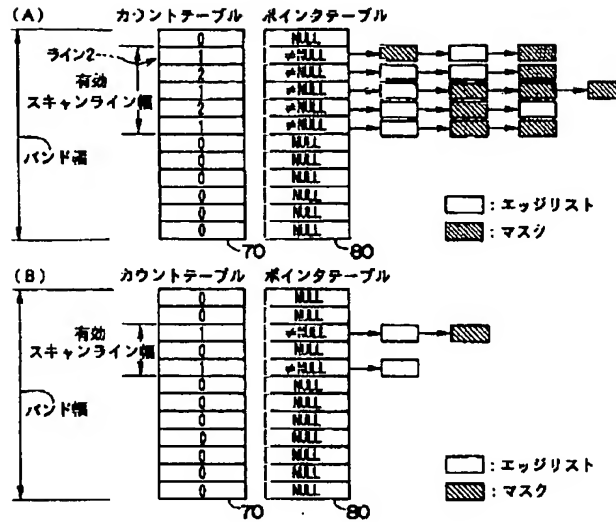 (A)
カウントテーブル ポインタテーブル
0 NULL
ライン2 1 ≠NULL
有効 2 ≠NULL
スキャンライン幅 1 ≠NULL
2 ≠NULL
1 ≠NULL
バンド幅 0 NULL
0 NULL
0 NULL
0 NULL
0 NULL
0 NULL
70 80
:エッジリスト
:マスク
(B)
カウントテーブル ポインタテーブル
0 NULL
0 NULL
有効 1 ≠NULL
スキャンライン幅 0 NULL
1 ≠NULL
0 NULL
バンド幅 0 NULL
0 NULL
0 NULL
0 NULL
0 NULL
0 NULL
70 80
:エッジリスト
:マスク